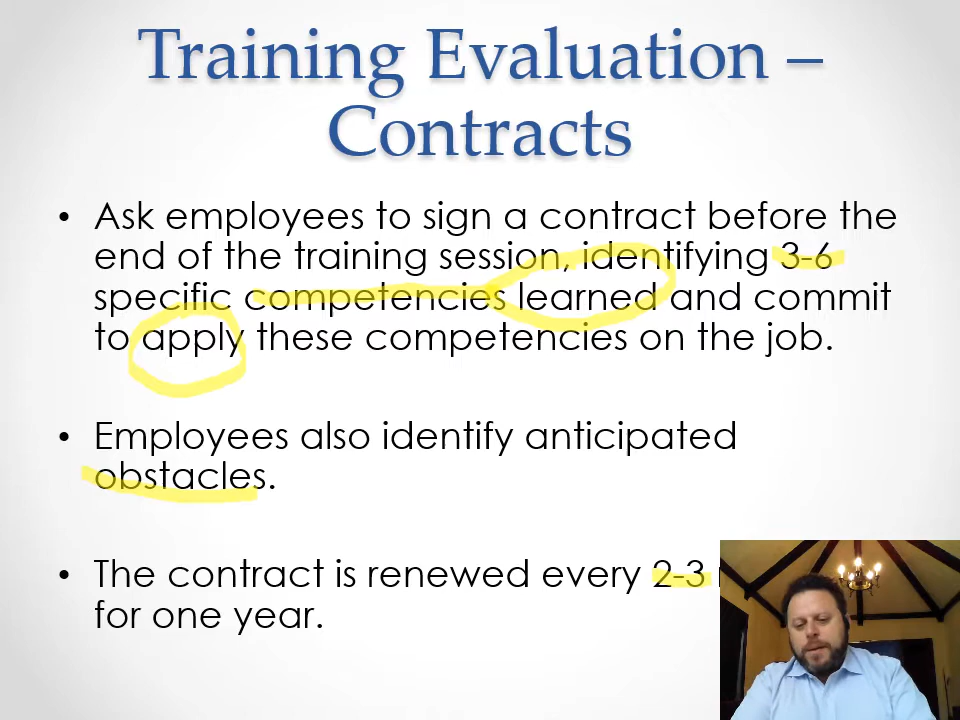 Training Evaluation –
Contracts
• Ask employees to sign a contract before the
end of the training session, identifying 3-6
specific competencies learned and commit
to apply these competencies on the job.
• Employees also identify anticipated
obstacles.
• The contract is renewed every 2-3
for one year.